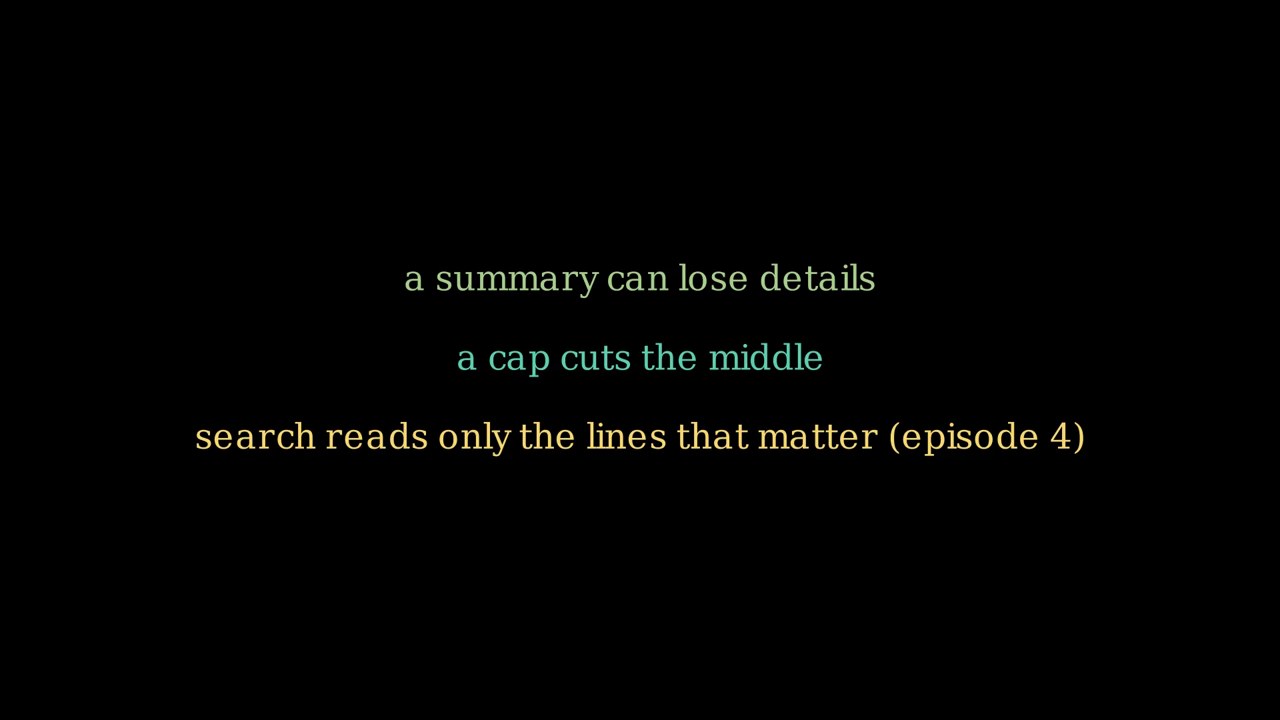 a summary can lose details
a cap cuts the middle
search reads only the lines that matter (episode 4)